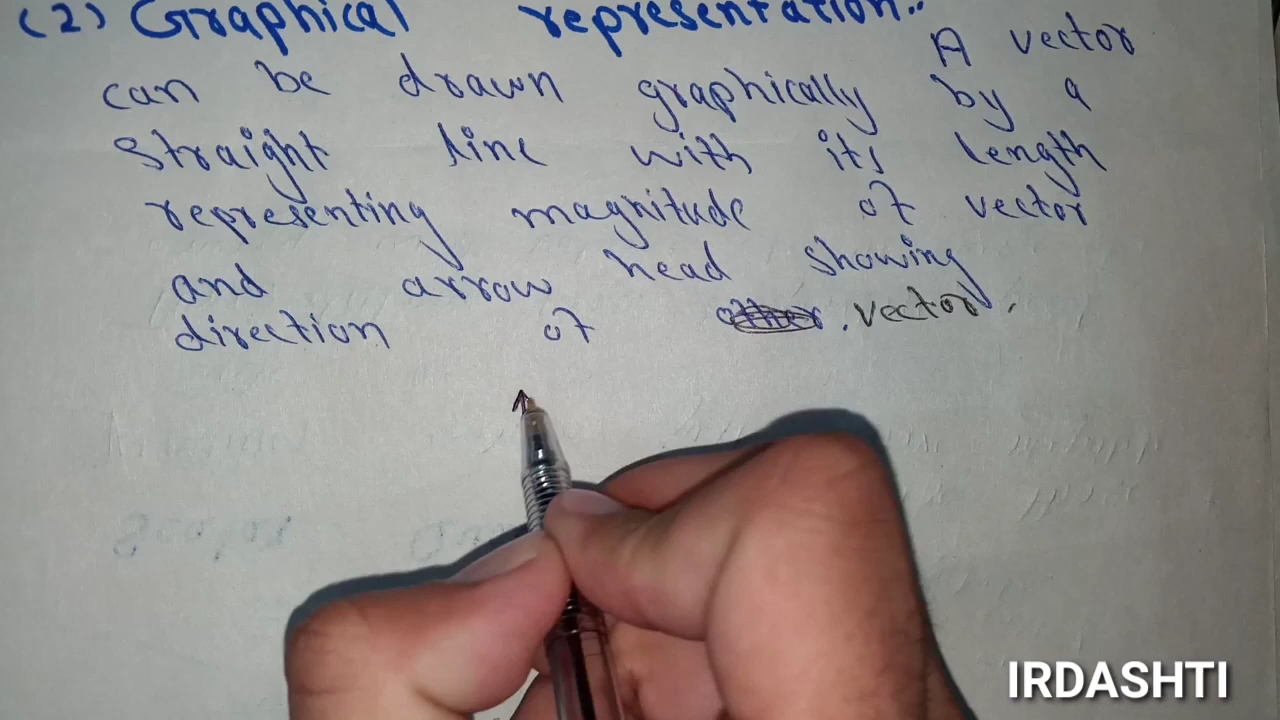 (2) Graphical representation..
A vector
can be drawn graphically by a
straight line with its length
representing magnitude of vector
and arrow head showing
direction of vector.
IRDASHTI